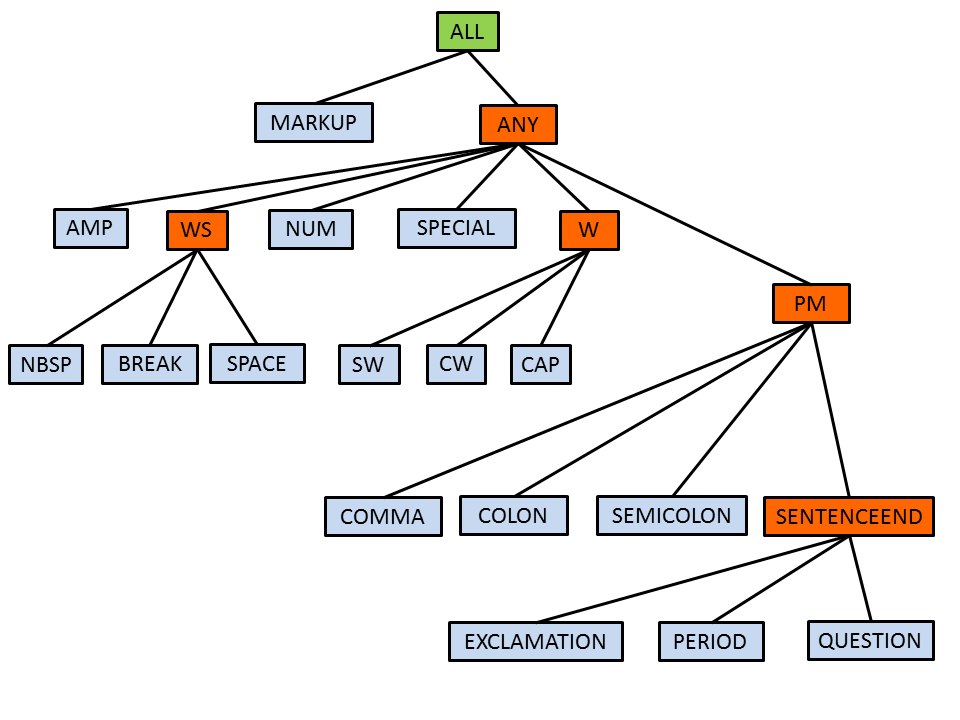 ALL
MARKUP
ANY
AMP
WS
NUM
SPECIAL
W
PM
NBSP
BREAK
SPACE
SW
CW
CAP
COMMA
COLON
SEMICOLON
SENTENCEEND
EXCLAMATION
PERIOD
QUESTION